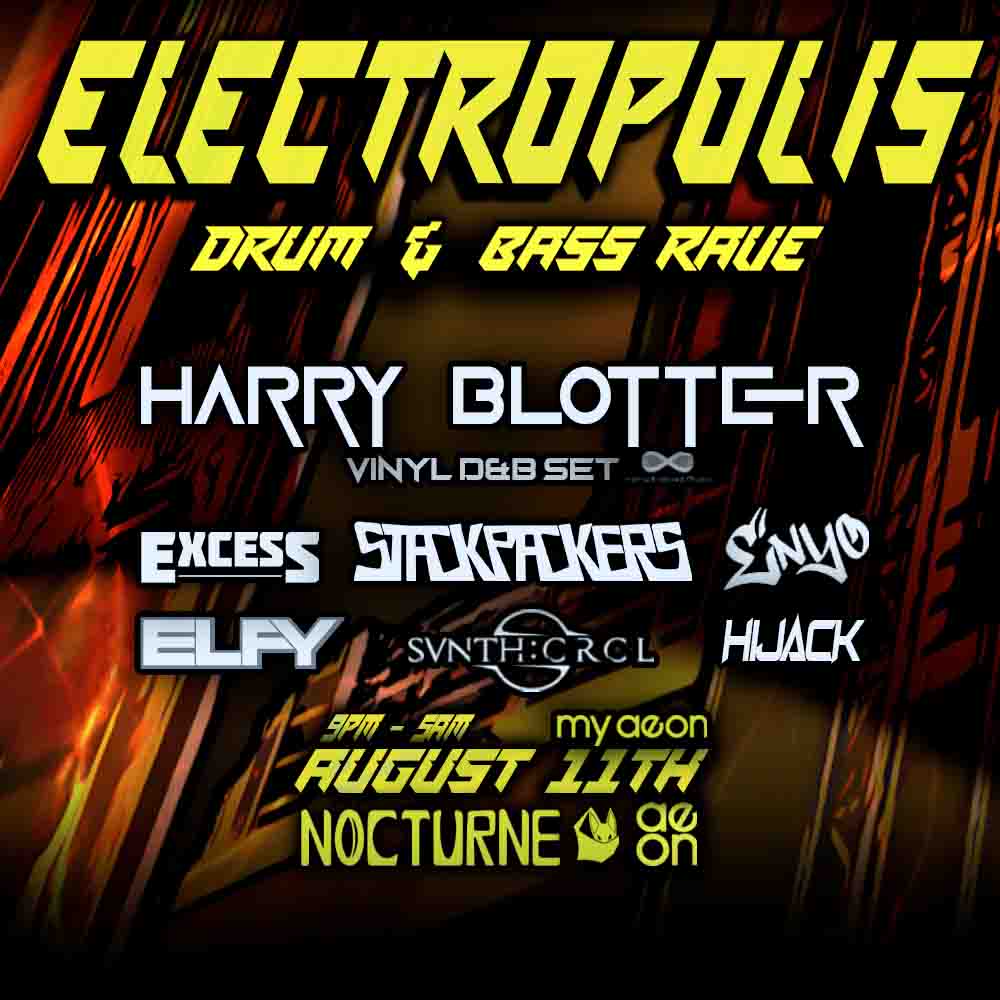 ELECTROPOLIS
DRUM & BASS RAVE
HARRY BLOTTER
VINYL D&B SET
EXCESS STACKPACKERS ENYO
ELFY SVNTH:CRCL HIJACK
9PM - 5AM my aeon
AUGUST 11TH
NOCTURNE aeon